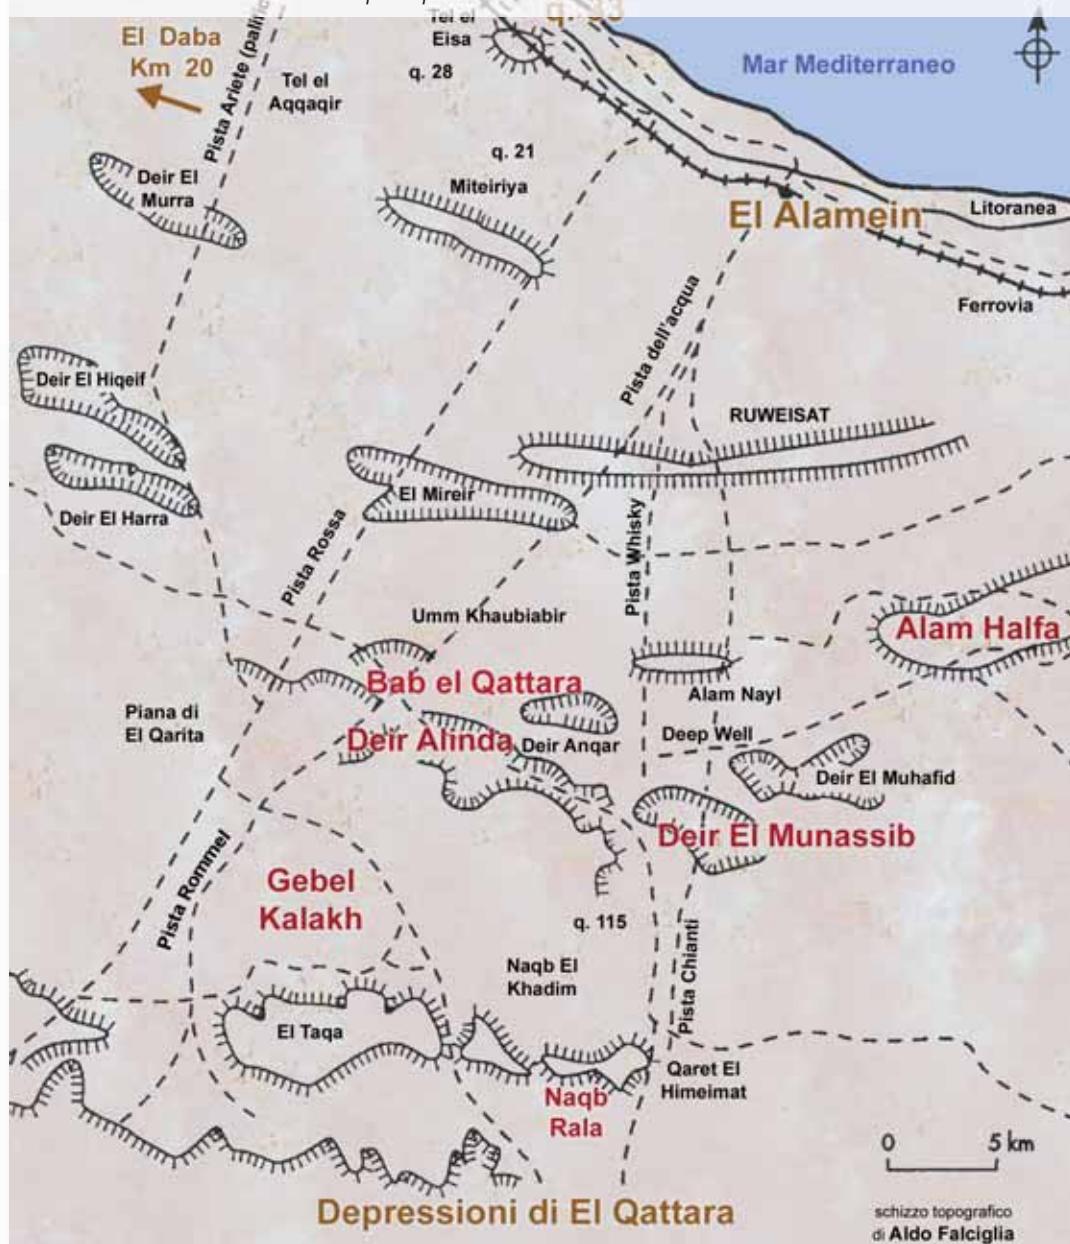 El Daba
Km 20
Pista Ariete
Tel el
Aqqaqir
Tel el
Eisa
q. 28
Mar Mediterraneo
Deir El
Murra
q. 21
Miteiriya
El Alamein
Litoranea
Ferrovia
Pista dell'acqua
Deir El Hiqeif
RUWEISAT
El Mireir
Deir El Harra
Pista Rossa
Pista Whisky
Umm Khaubiabir
Alam Halfa
Bab el Qattara
Alam Nayl
Piana di
El Qarita
Deir Alinda
Deir Anqar
Deep Well
Deir El Muhafid
Deir El Munassib
Pista Rommel
Gebel
Kalakh
q. 115
Pista Chianti
Naqb El
Khadim
El Taqa
Qaret El
Himeimat
Naqb
Rala
0 5 km
Depressioni di El Qattara
schizzo topografico
di Aldo Falciglia